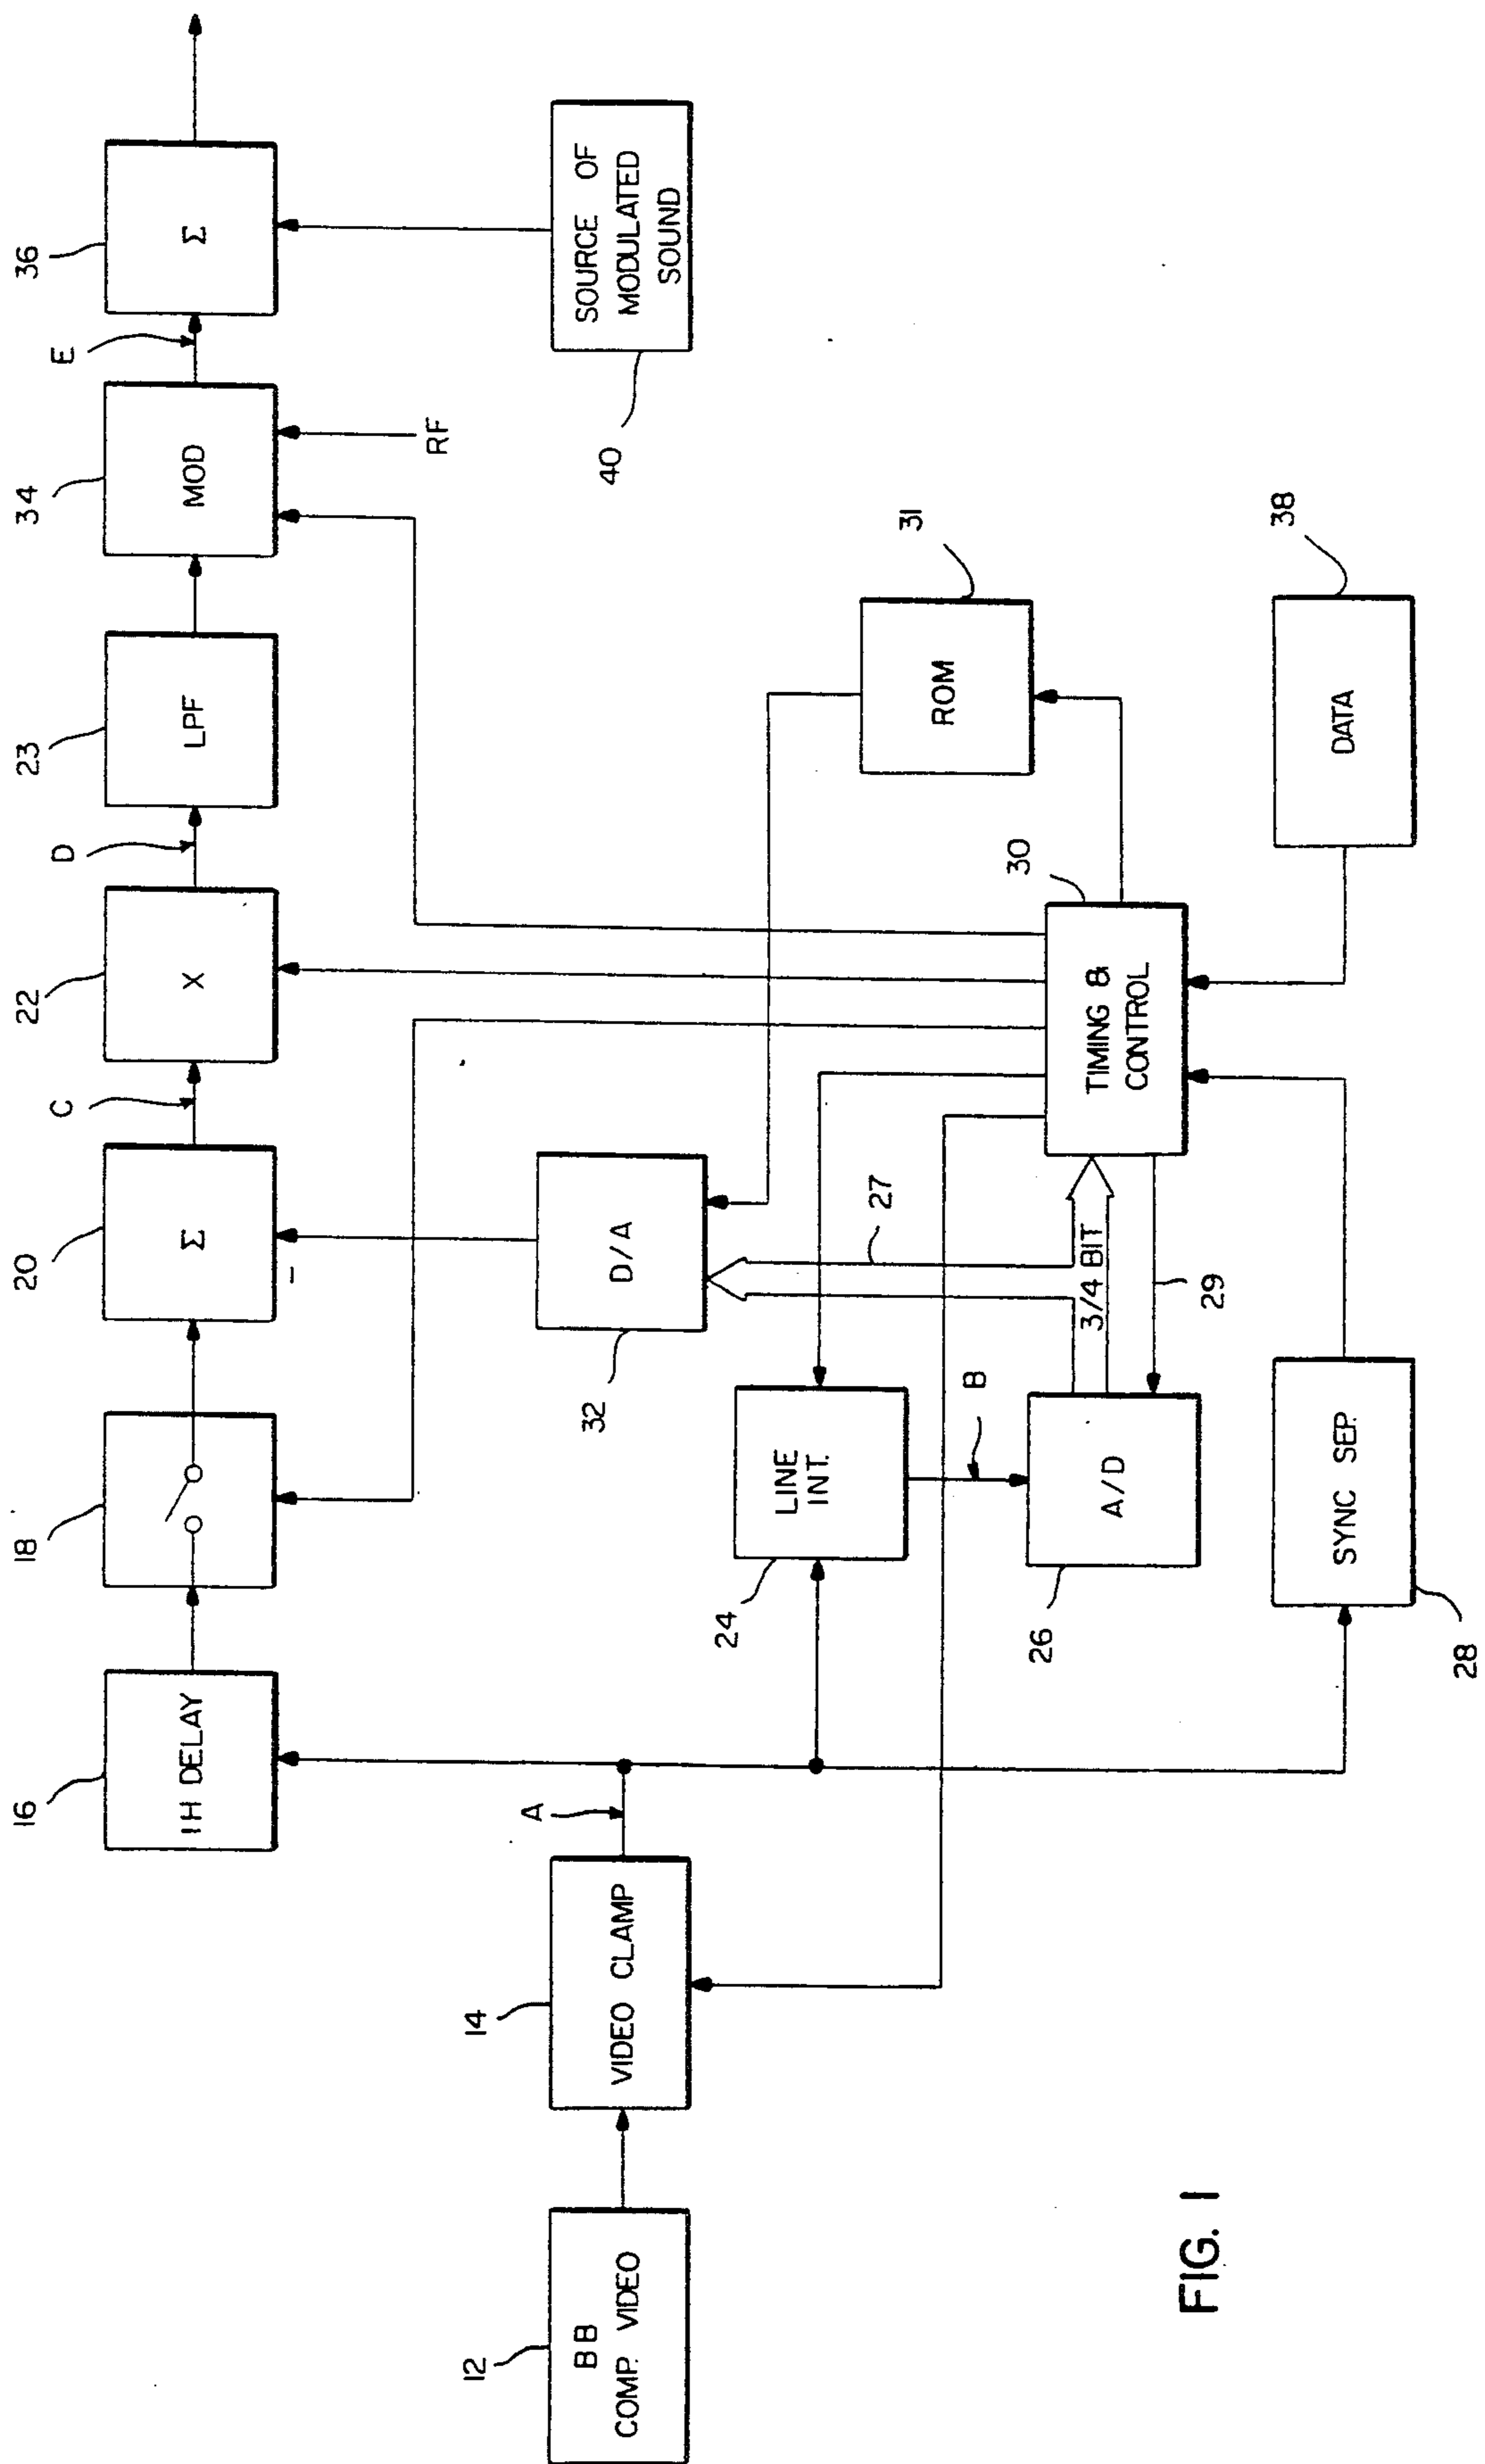 16
1H DELAY
18
20
Σ
–
C
22
X
D
23
LPF
34
MOD
E
36
Σ
RF
40
SOURCE OF
MODULATED
SOUND
12
BB
COMP. VIDEO
14
VIDEO CLAMP
A
24
LINE
INT.
B
26
A/D
3/4 BIT
27
29
32
D/A
30
TIMING &
CONTROL
31
ROM
28
SYNC SEP.
38
DATA
FIG. 1